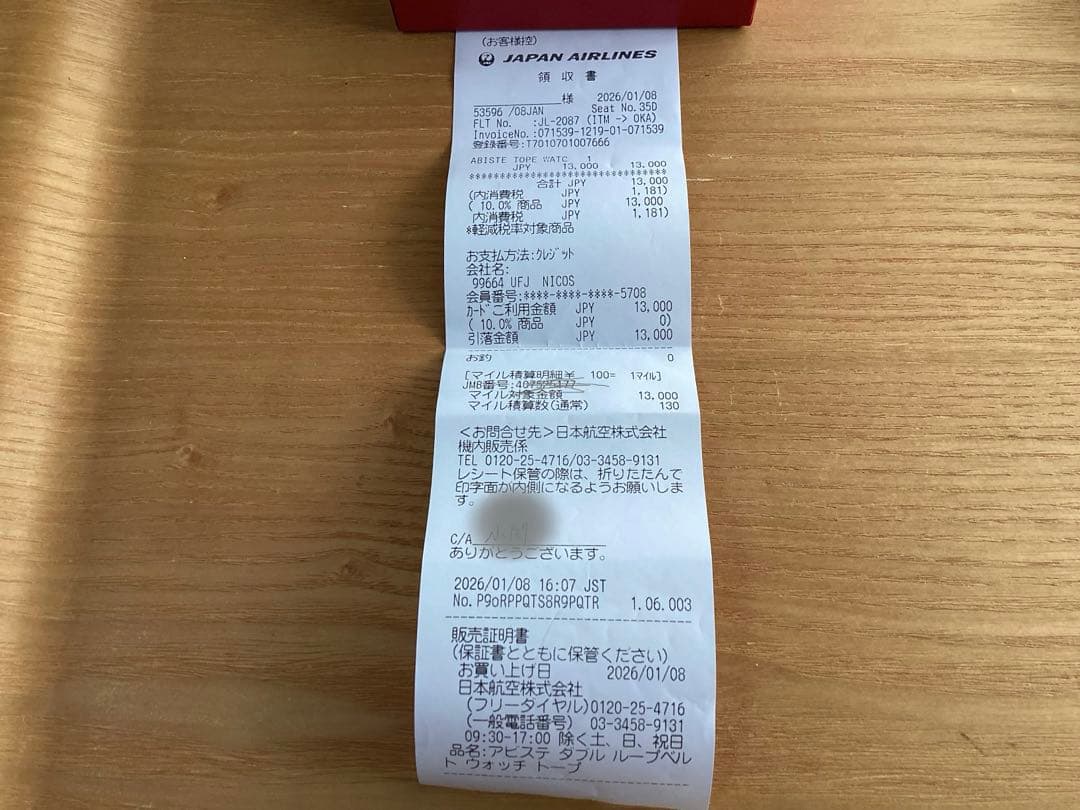 (お客様控)
JAPAN AIRLINES
領 収 書
様 2026/01/08
53596 /08JAN Seat No.35D
FLT No. :JL-2087 (ITM -> OKA)
InvoiceNo.:071539-1219-01-071539
登録番号:T7010701007666
ABISTE TOPE WATC 1
JPY 13,000 13,000
********************************
合計 JPY 13,000
(内消費税 JPY 1,181)
( 10.0% 商品 JPY 13,000
内消費税 JPY 1,181)
*軽減税率対象商品
お支払方法:ｸﾚｼﾞｯﾄ
会社名:
99664 UFJ NICOS
会員番号:****-****-****-5708
ｶｰﾄﾞご利用金額 JPY 13,000
( 10.0% 商品 JPY 0)
引落金額 JPY 13,000
お釣 0
[マイル積算明細¥ 100= 1ﾏｲﾙ]
JMB番号:
マイル対象金額 13,000
マイル積算数(通常) 130
＜お問合せ先＞日本航空株式会社
機内販売係
TEL 0120-25-4716/03-3458-9131
レシート保管の際は、折りたたんで
印字面が内側になるようお願いしま
す。
C/A
ありがとうございます。
2026/01/08 16:07 JST
No.P9oRPPQTS8R9PQTR 1.06.003
販売証明書
(保証書とともに保管ください)
お買い上げ日 2026/01/08
日本航空株式会社
(フリーダイヤル)0120-25-4716
(一般電話番号) 03-3458-9131
09:30-17:00 除く土、日、祝日
品名:アビステ ダブル ループベル
ト ウォッチ トープ